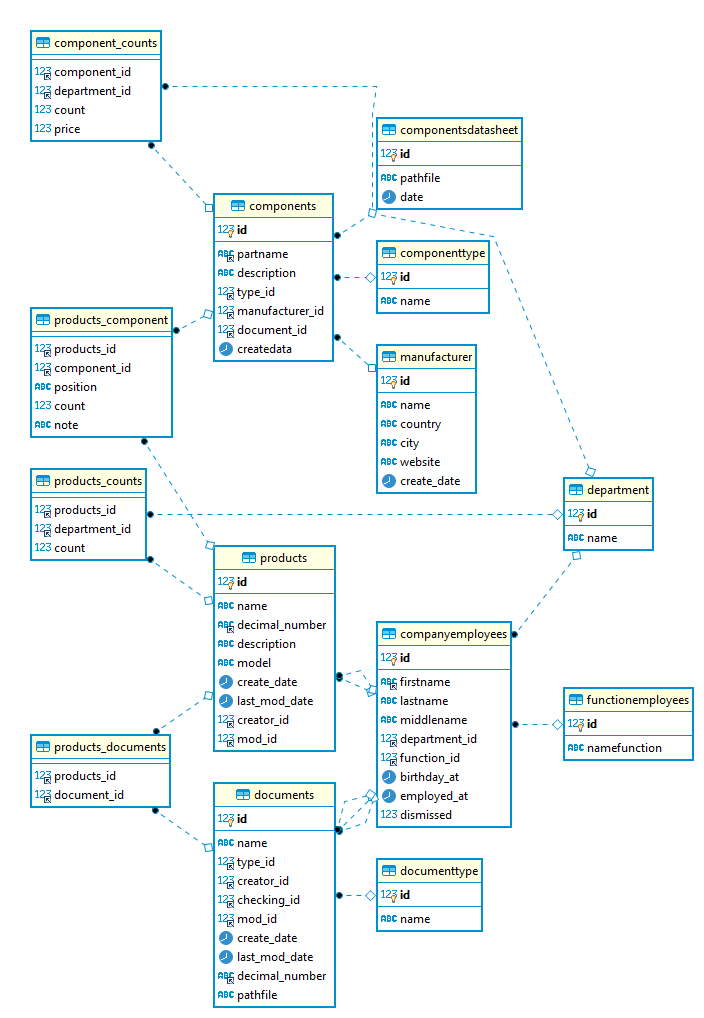 component_counts
123 component_id
123 department_id
123 count
123 price
componentsdatasheet
123 id
ABC pathfile
date
components
123 id
ABC partname
ABC description
123 type_id
123 manufacturer_id
123 document_id
createdata
componenttype
123 id
ABC name
products_component
123 products_id
123 component_id
ABC position
123 count
ABC note
manufacturer
123 id
ABC name
ABC country
ABC city
ABC website
create_date
products_counts
123 products_id
123 department_id
123 count
department
123 id
ABC name
products
123 id
ABC name
ABC decimal_number
ABC description
ABC model
create_date
last_mod_date
123 creator_id
123 mod_id
companyemployees
123 id
ABC firstname
ABC lastname
ABC middlename
123 department_id
123 function_id
birthday_at
employed_at
123 dismissed
functionemployees
123 id
ABC namefunction
products_documents
123 products_id
123 document_id
documents
123 id
ABC name
123 type_id
123 creator_id
123 checking_id
123 mod_id
create_date
last_mod_date
ABC decimal_number
ABC pathfile
documenttype
123 id
ABC name